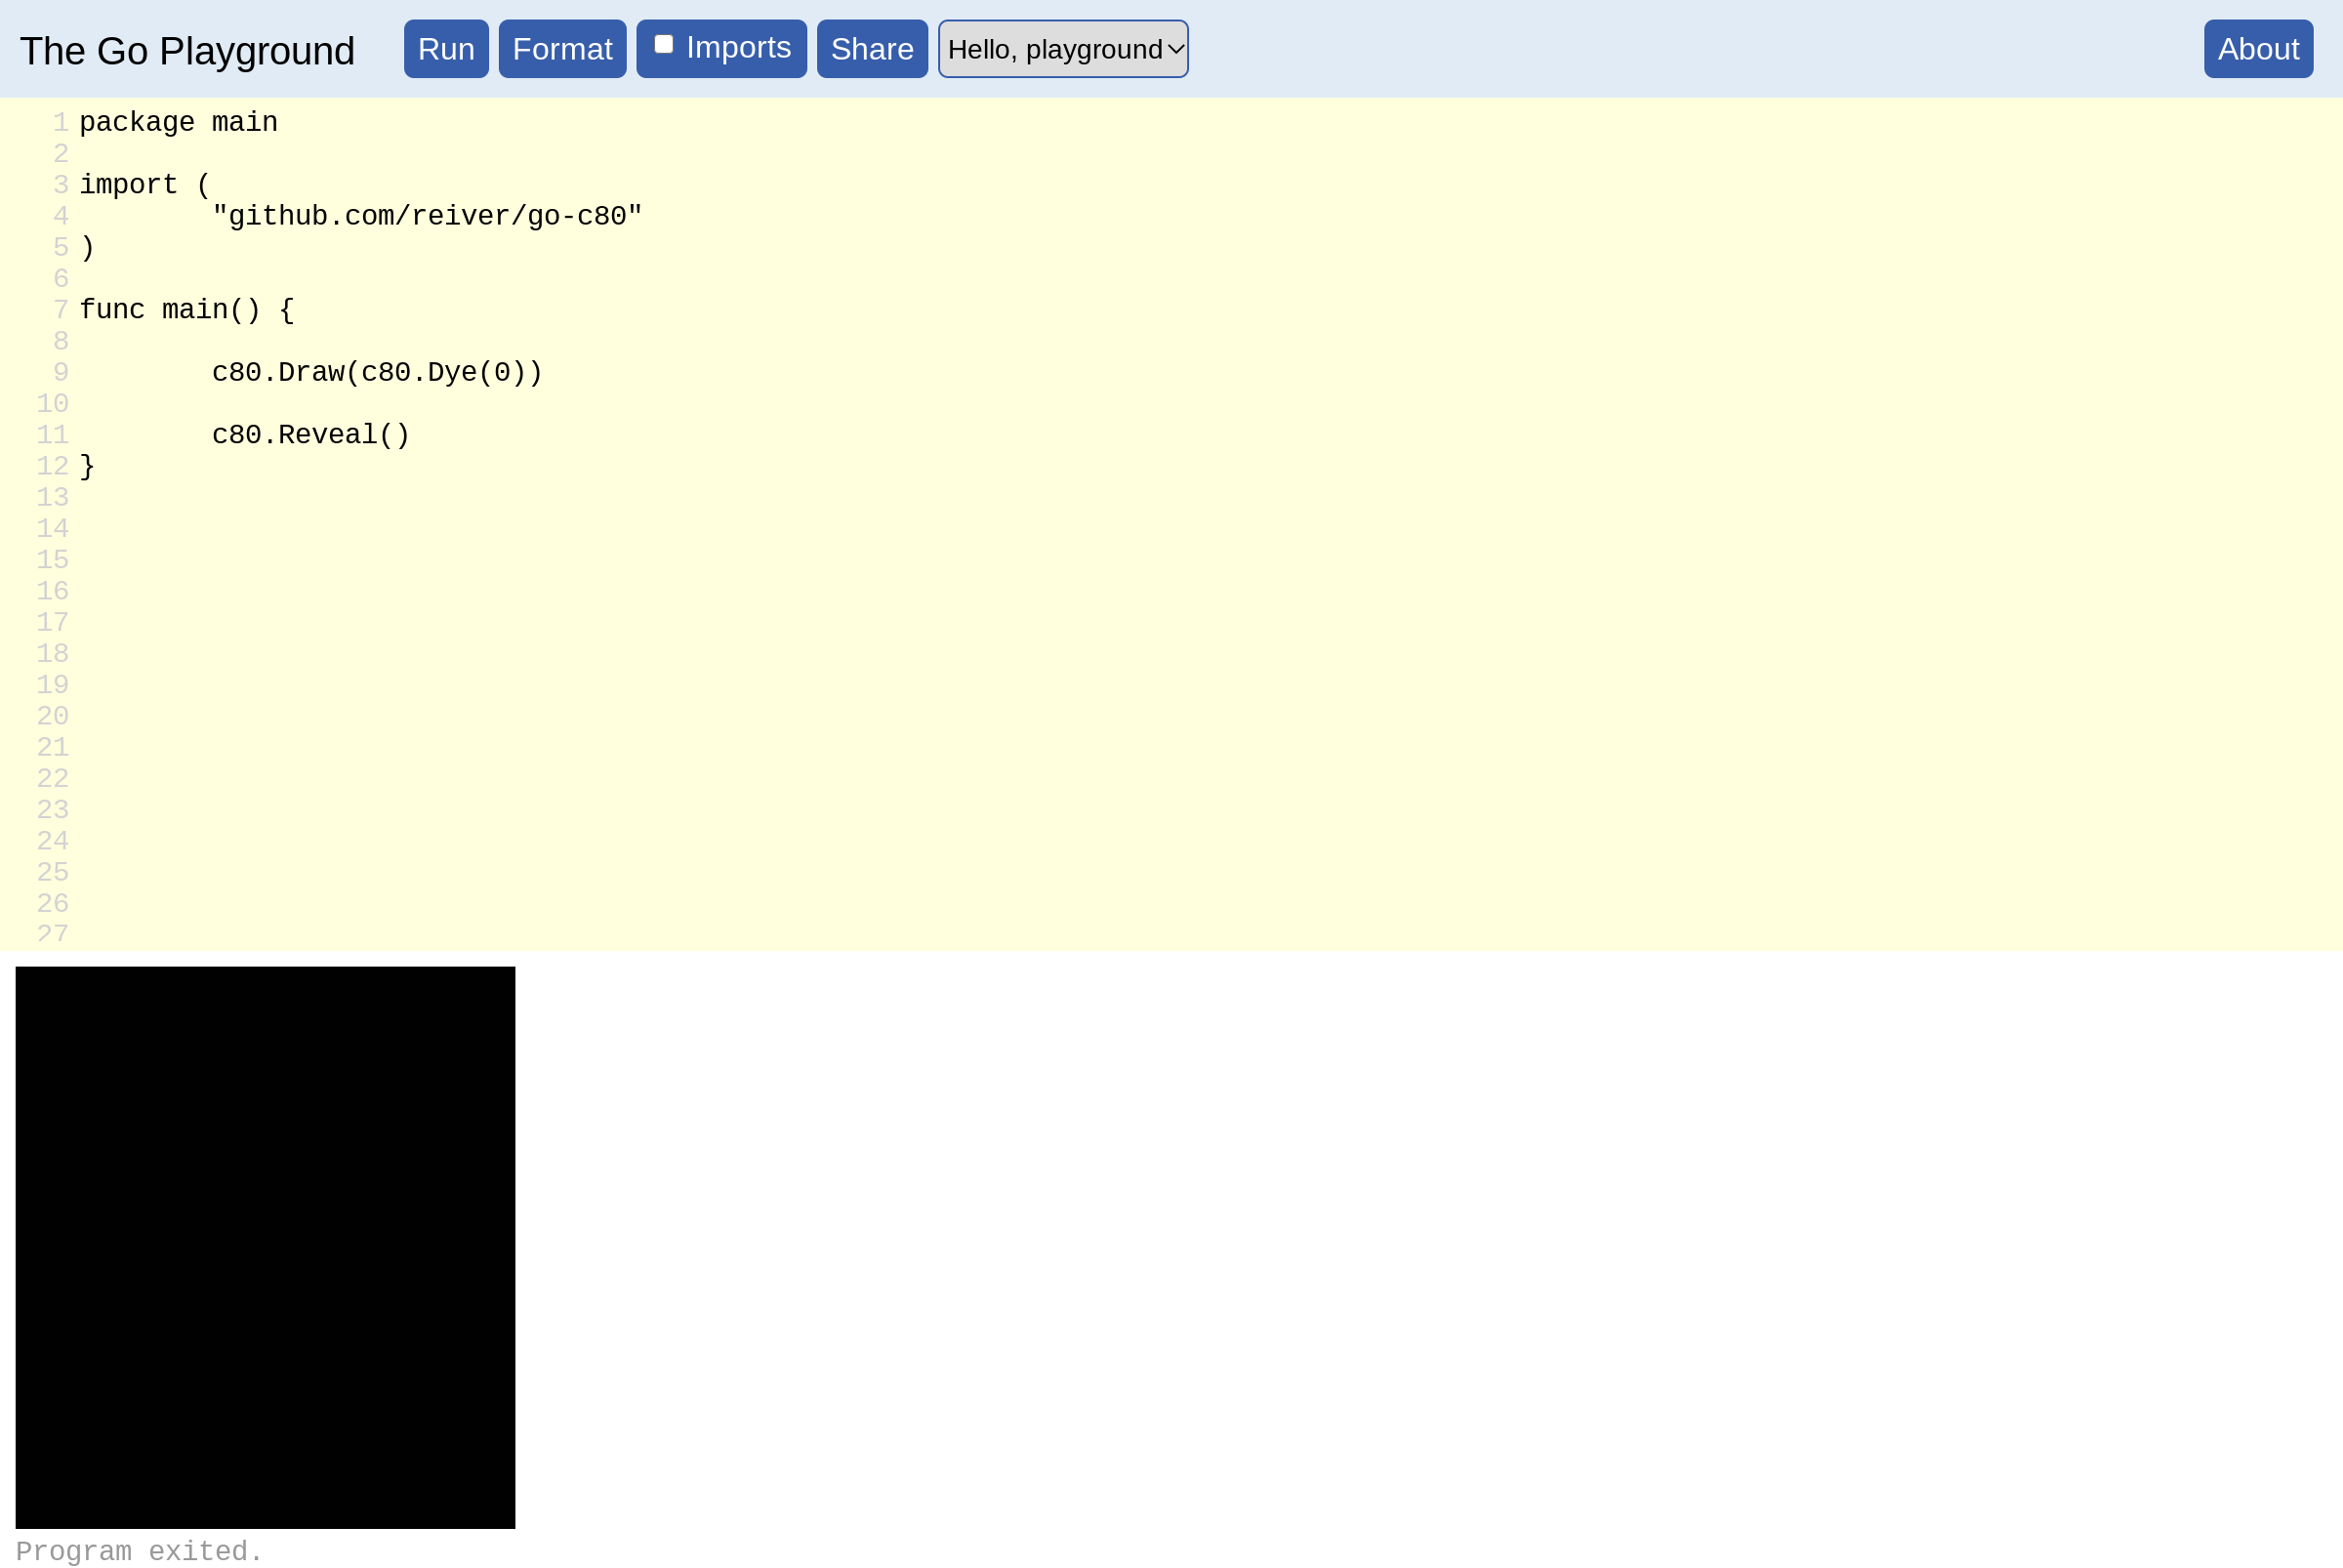 The Go Playground Run Format Imports Share Hello, playground About
1 package main
2
3 import (
4 "github.com/reiver/go-c80"
5 )
6
7 func main() {
8
9 c80.Draw(c80.Dye(0))
10
11 c80.Reveal()
12 }
13
14
15
16
17
18
19
20
21
22
23
24
25
26
27
Program exited.